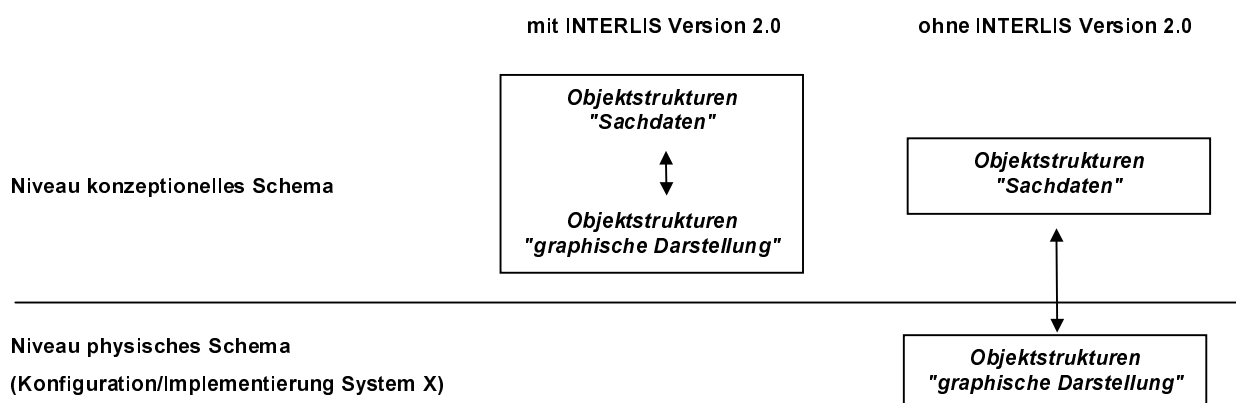 mit INTERLIS Version 2.0
ohne INTERLIS Version 2.0
Objektstrukturen
"Sachdaten"
Niveau konzeptionelles Schema
Objektstrukturen
"graphische Darstellung"
Objektstrukturen
"Sachdaten"
Niveau physisches Schema
(Konfiguration/Implementierung System X)
Objektstrukturen
"graphische Darstellung"